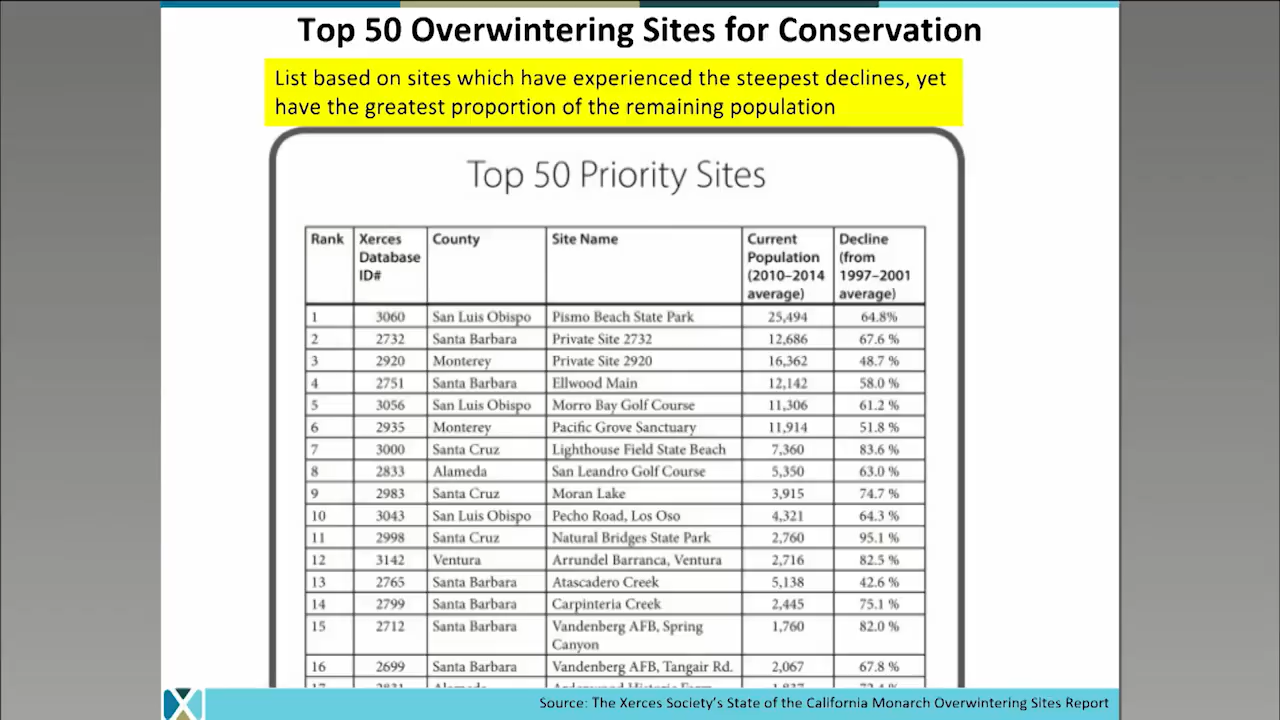 Top 50 Overwintering Sites for Conservation
List based on sites which have experienced the steepest declines, yet
have the greatest proportion of the remaining population
Top 50 Priority Sites
Rank Xerces Database ID# County Site Name Current Population (2010–2014 average) Decline (from 1997–2001 average)
1 3060 San Luis Obispo Pismo Beach State Park 25,494 64.8%
2 2732 Santa Barbara Private Site 2732 12,686 67.6 %
3 2920 Monterey Private Site 2920 16,362 48.7 %
4 2751 Santa Barbara Ellwood Main 12,142 58.0 %
5 3056 San Luis Obispo Morro Bay Golf Course 11,306 61.2 %
6 2935 Monterey Pacific Grove Sanctuary 11,914 51.8 %
7 3000 Santa Cruz Lighthouse Field State Beach 7,360 83.6 %
8 2833 Alameda San Leandro Golf Course 5,350 63.0 %
9 2983 Santa Cruz Moran Lake 3,915 74.7 %
10 3043 San Luis Obispo Pecho Road, Los Oso 4,321 64.3 %
11 2998 Santa Cruz Natural Bridges State Park 2,760 95.1 %
12 3142 Ventura Arrundel Barranca, Ventura 2,716 82.5 %
13 2765 Santa Barbara Atascadero Creek 5,138 42.6 %
14 2799 Santa Barbara Carpinteria Creek 2,445 75.1 %
15 2712 Santa Barbara Vandenberg AFB, Spring Canyon 1,760 82.0 %
16 2699 Santa Barbara Vandenberg AFB, Tangair Rd. 2,067 67.8 %
Source: The Xerces Society's State of the California Monarch Overwintering Sites Report